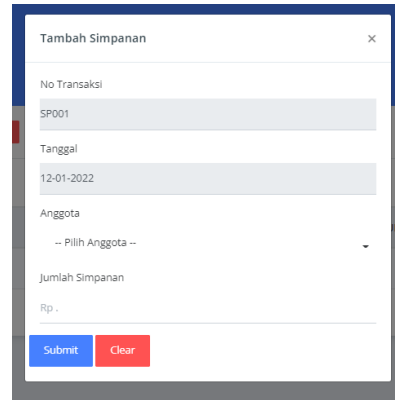 Tambah Simpanan ×
No Transaksi
SP001
Tanggal
12-01-2022
Anggota
-- Pilih Anggota --
Jumlah Simpanan
Rp .
Submit Clear